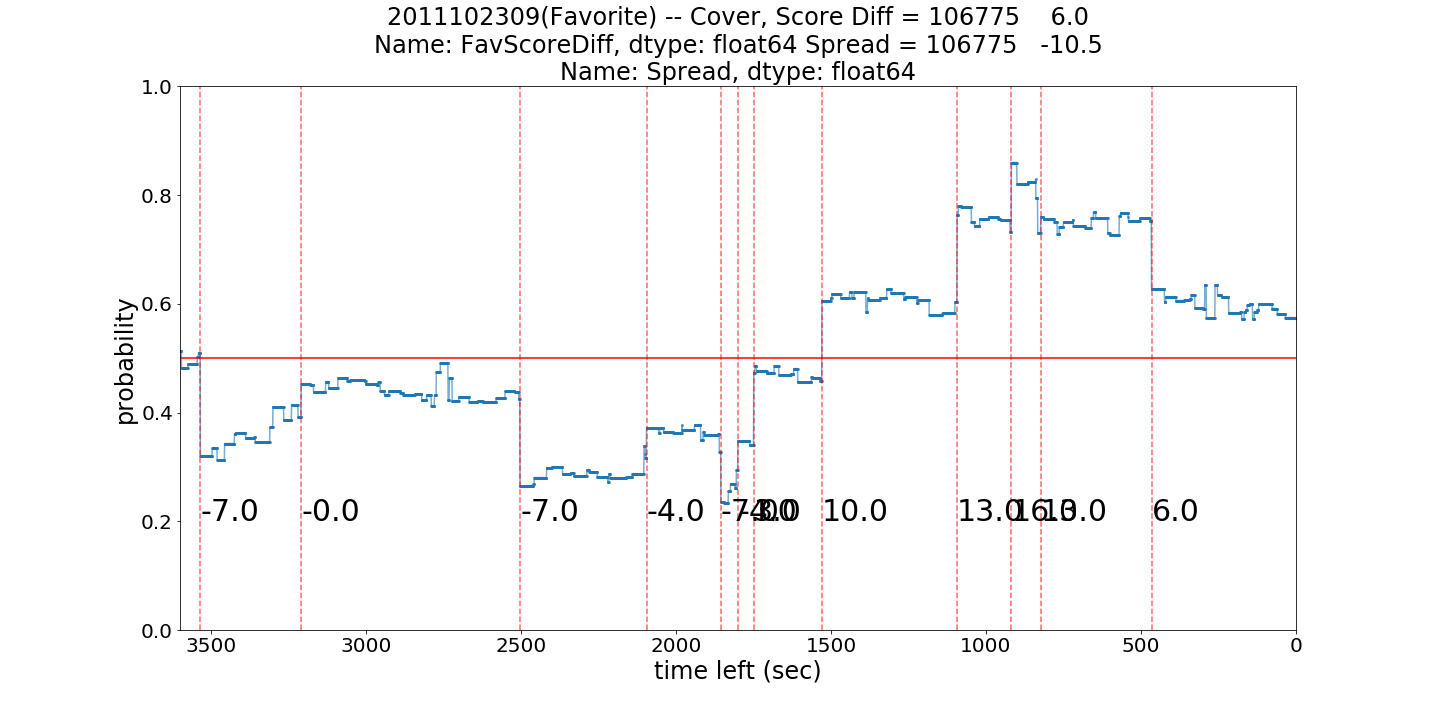 2011102309(Favorite) -- Cover, Score Diff = 106775    6.0
Name: FavScoreDiff, dtype: float64 Spread = 106775   -10.5
Name: Spread, dtype: float64
1.0
0.8
0.6
0.4
0.2
0.0
probability
-7.0 -0.0 -7.0 -4.0 10.0 6.0
3500 3000 2500 2000 1500 1000 500 0
time left (sec)